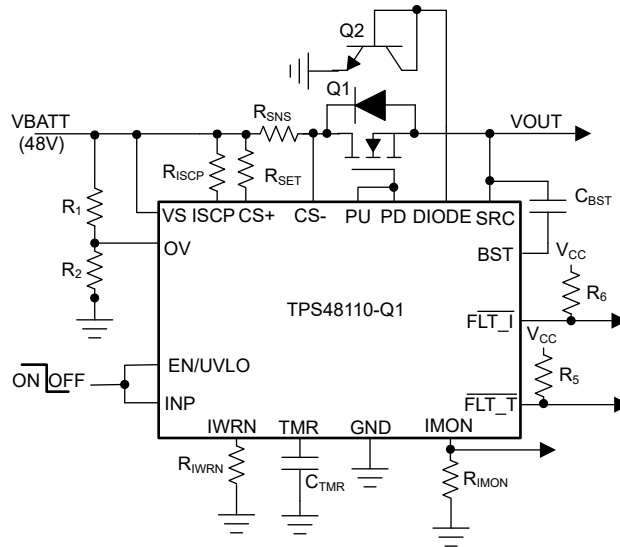 Q2
Q1
VBATT
(48V)
RSNS
VOUT
RISCP
RSET
CBST
R1
VS
ISCP
CS+
CS-
PU
PD
DIODE
SRC
OV
BST
R2
VCC
TPS48110-Q1
R6
FLT_I
VCC
EN/UVLO
ON
OFF
R5
FLT_T
INP
IWRN
TMR
GND
IMON
RIWRN
CTMR
RIMON